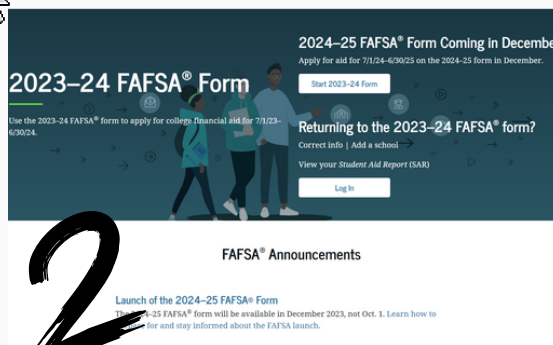 2024–25 FAFSA® Form Coming in Decembe
Apply for aid for 7/1/24–6/30/25 on the 2024–25 form in December.
Start 2023–24 Form
2023–24 FAFSA® Form
Use the 2023–24 FAFSA® form to apply for college financial aid for 7/1/23–
6/30/24.
Returning to the 2023–24 FAFSA® form?
Correct info | Add a school
View your Student Aid Report (SAR)
Log In
2
FAFSA® Announcements
Launch of the 2024–25 FAFSA® Form
4–25 FAFSA® form will be available in December 2023, not Oct. 1. Learn how to
for and stay informed about the FAFSA launch.